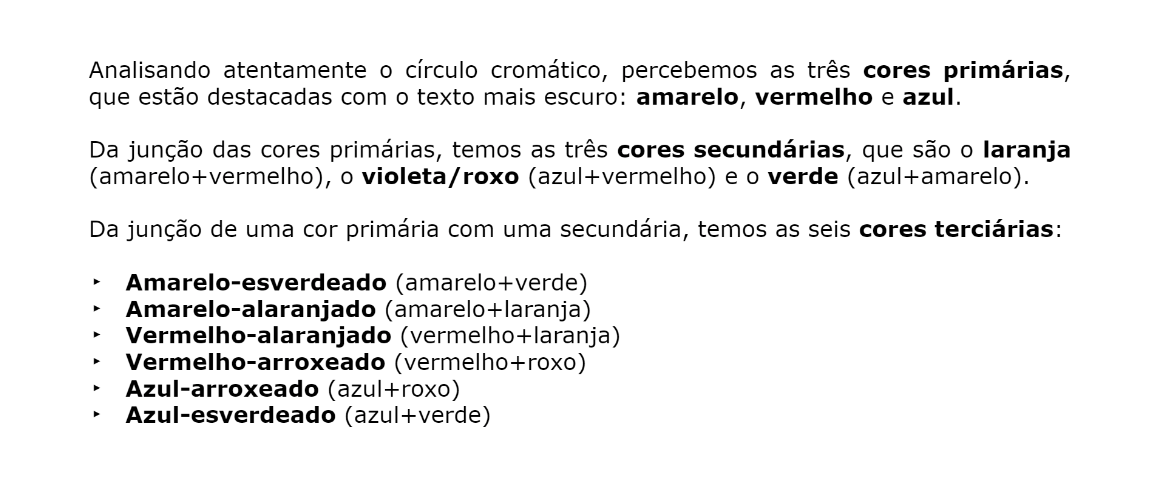 Analisando atentamente o círculo cromático, percebemos as três cores primárias,
que estão destacadas com o texto mais escuro: amarelo, vermelho e azul.
Da junção das cores primárias, temos as três cores secundárias, que são o laranja
(amarelo+vermelho), o violeta/roxo (azul+vermelho) e o verde (azul+amarelo).
Da junção de uma cor primária com uma secundária, temos as seis cores terciárias:
‣ Amarelo-esverdeado (amarelo+verde)
‣ Amarelo-alaranjado (amarelo+laranja)
‣ Vermelho-alaranjado (vermelho+laranja)
‣ Vermelho-arroxeado (vermelho+roxo)
‣ Azul-arroxeado (azul+roxo)
‣ Azul-esverdeado (azul+verde)